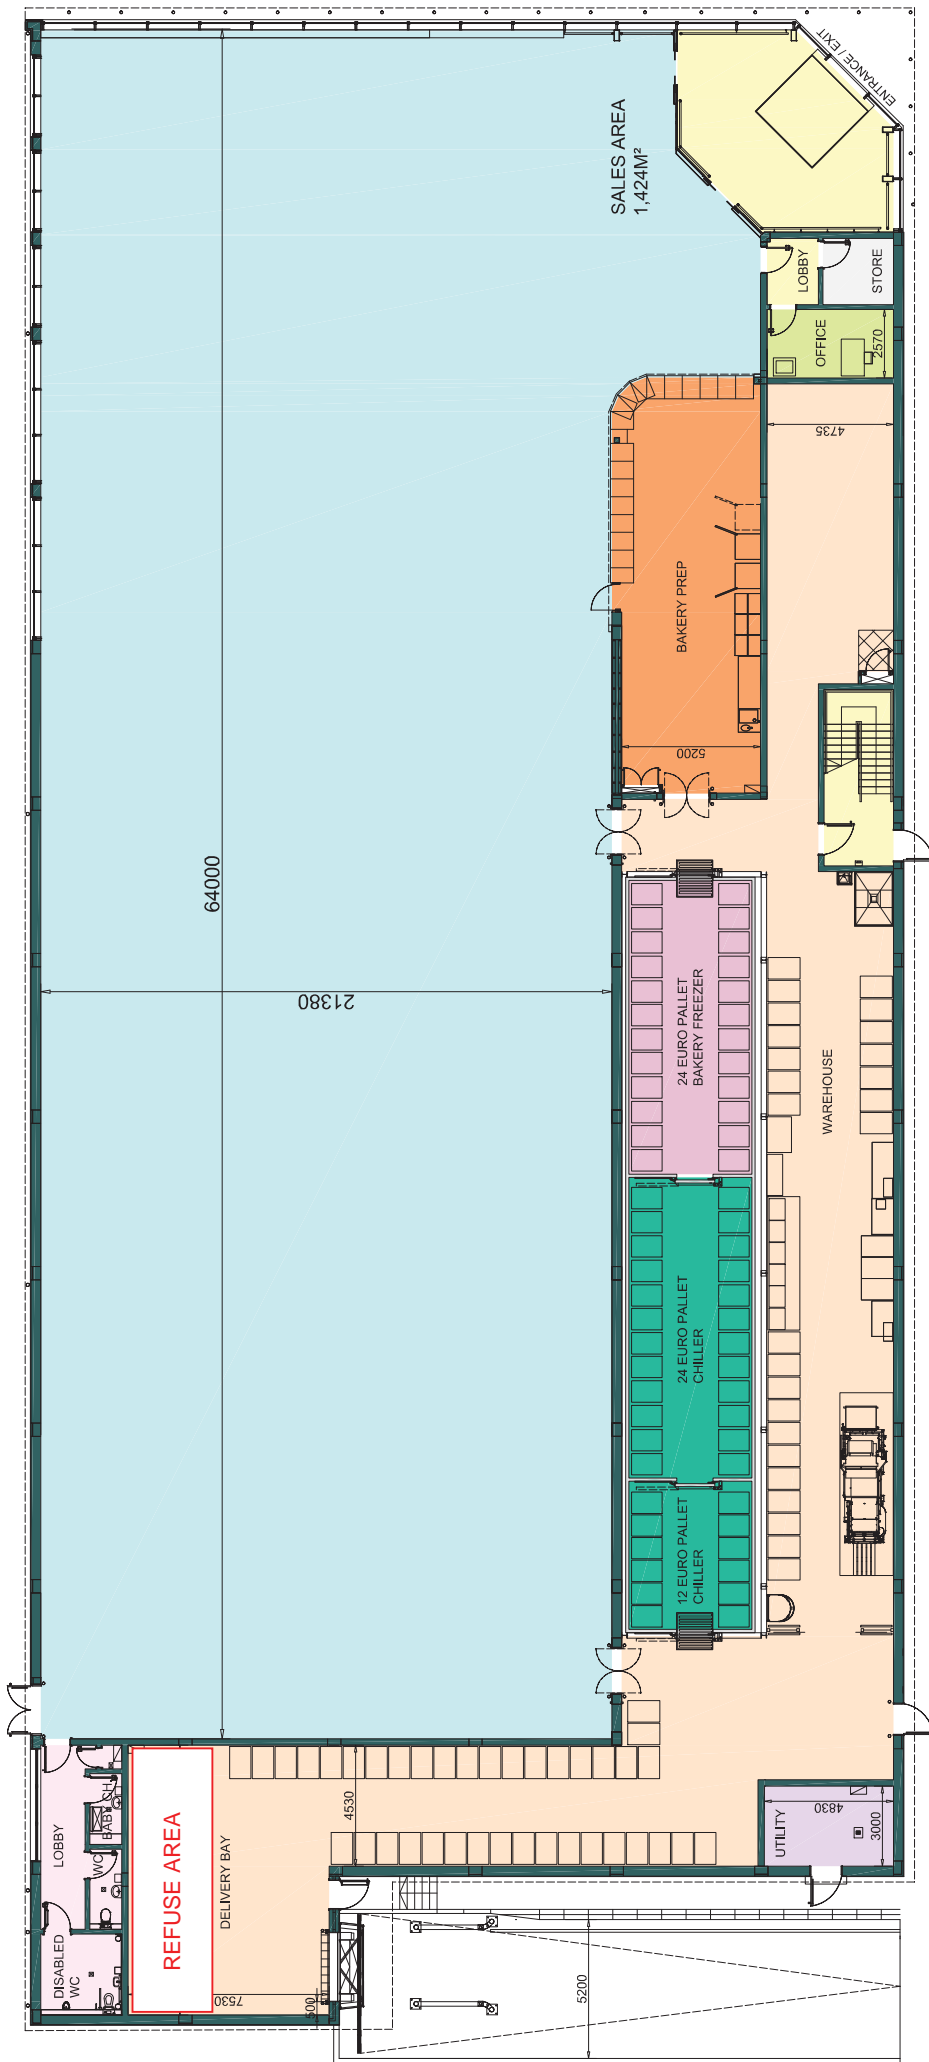 ENTRANCE / EXIT
SALES AREA
1,424M²
LOBBY
STORE
OFFICE
2570
4735
BAKERY PREP
5200
64000
21380
24 EURO PALLET
BAKERY FREEZER
WAREHOUSE
24 EURO PALLET
CHILLER
12 EURO PALLET
CHILLER
LOBBY
BABY CH.
WC
DISABLED
WC
REFUSE AREA
DELIVERY BAY
7530
500
4530
UTILITY
4830
3000
5200